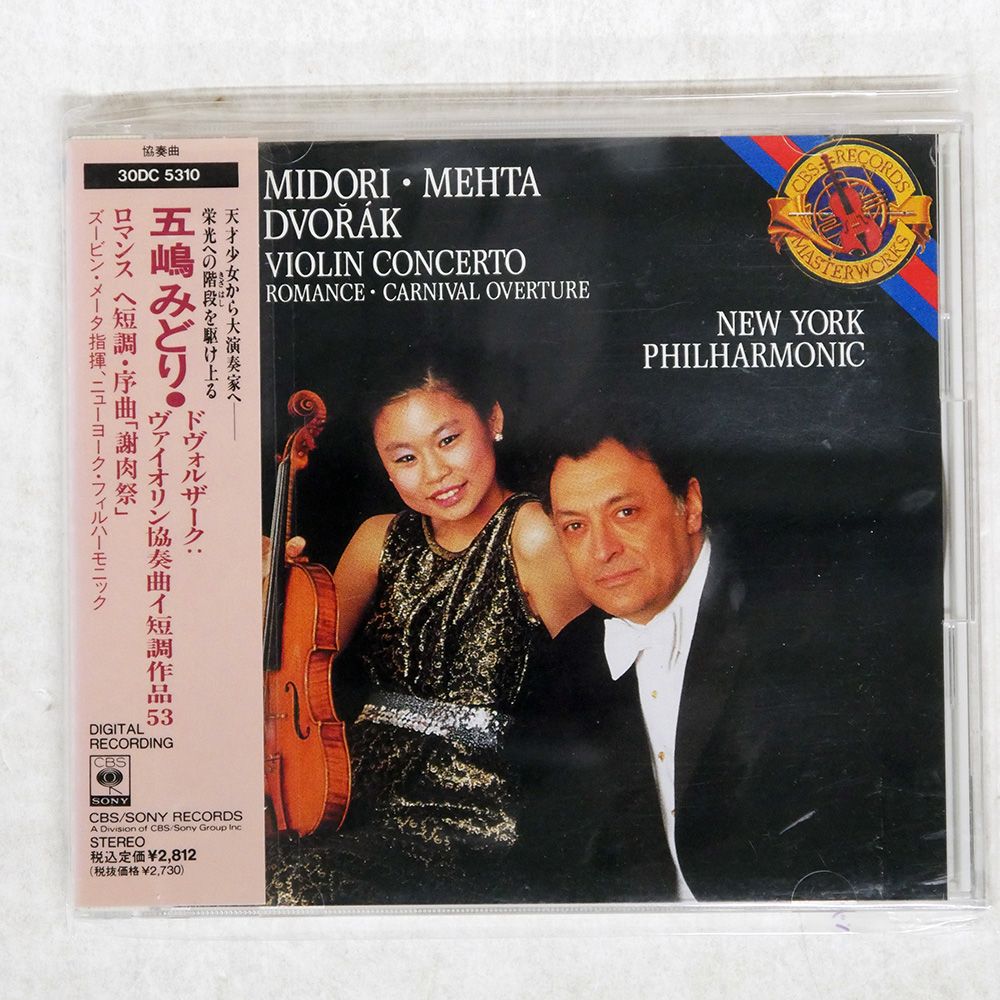 協奏曲
30DC 5310
天才少女から大演奏家へ——
栄光への階段を駆け上る
きざはし
五嶋みどり・
ドヴォルザーク:
ヴァイオリン協奏曲イ短調作品53
ロマンス ヘ短調・序曲「謝肉祭」
ズービン・メータ指揮、ニューヨーク・フィルハーモニック
DIGITAL
RECORDING
CBS
SONY
CBS/SONY RECORDS
A Division of CBS/Sony Group Inc
STEREO
税込定価¥2,812
(税抜価格¥2,730)
MIDORI · MEHTA
DVOŘÁK
VIOLIN CONCERTO
ROMANCE · CARNIVAL OVERTURE
NEW YORK
PHILHARMONIC
CBS RECORDS
MASTERWORKS